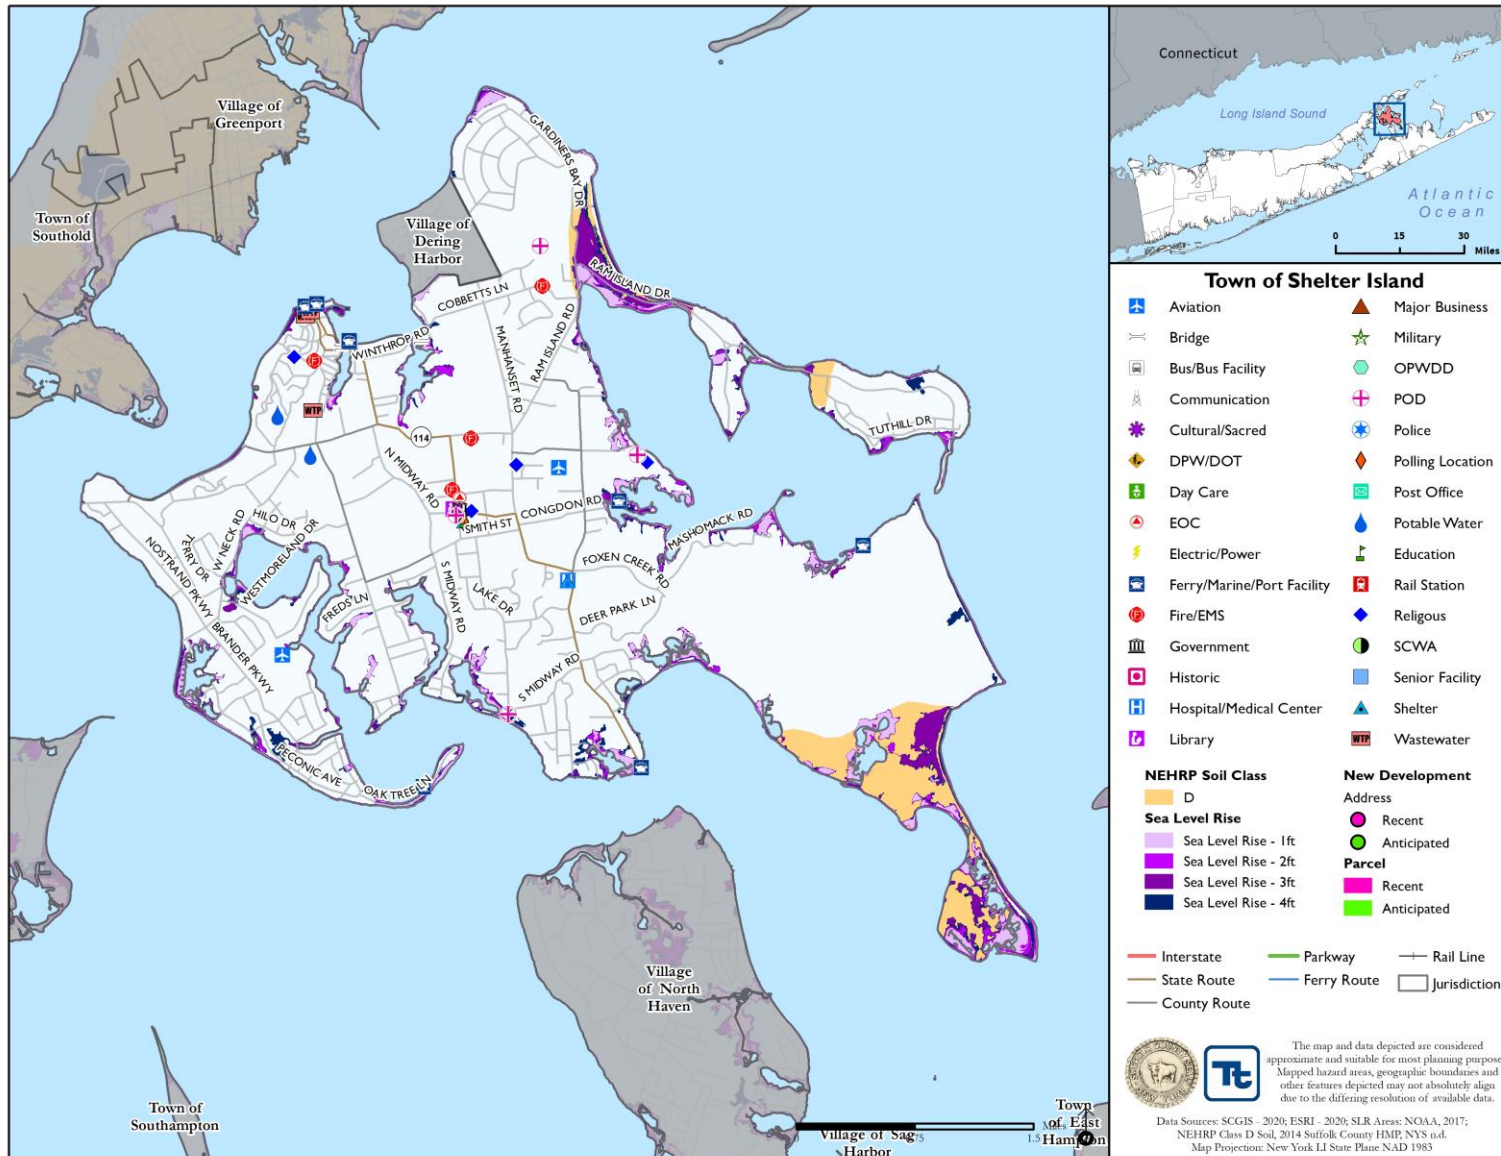 Village of
Greenport
Town of
Southold
Village of
Dering
Harbor
GARDINERS BAY DR
RAM ISLAND DR
COBBETTS LN
WINTHROP RD
MANHANSET RD
RAM ISLAND RD
TUTHILL DR
114
N MIDWAY RD
WTP
SMITH ST
CONGDON RD
MASHOMACK RD
FOXEN CREEK RD
DEER PARK LN
LAKE DR
S MIDWAY RD
S MIDWAY RD
HILO DR
W NECK RD
TERRY DR
WESTMORELAND DR
NOSTRAND PKWY
BRANDER PKWY
FREDS LN
PECONIC AVE
OAK TREE LN
Village
of North
Haven
Town of
Southampton
Village of Sag
Harbor
Town
of East
Hampton
Miles
1.5
Connecticut
Long Island Sound
Atlantic
Ocean
0 15 30
Miles
Town of Shelter Island
Aviation
Bridge
Bus/Bus Facility
Communication
Cultural/Sacred
DPW/DOT
Day Care
EOC
Electric/Power
Ferry/Marine/Port Facility
Fire/EMS
Government
Historic
Hospital/Medical Center
Library
Major Business
Military
OPWDD
POD
Police
Polling Location
Post Office
Potable Water
Education
Rail Station
Religous
SCWA
Senior Facility
Shelter
WTP Wastewater
NEHRP Soil Class
D
Sea Level Rise
Sea Level Rise - 1ft
Sea Level Rise - 2ft
Sea Level Rise - 3ft
Sea Level Rise - 4ft
New Development
Address
Recent
Anticipated
Parcel
Recent
Anticipated
Interstate
State Route
County Route
Parkway
Ferry Route
Rail Line
Jurisdiction
Tt
The map and data depicted are considered
approximate and suitable for most planning purpose
Mapped hazard areas, geographic boundaries and
other features depicted may not absolutely align
due to the differing resolution of available data.
Data Sources: SCGIS - 2020; ESRI - 2020; SLR Areas: NOAA, 2017;
NEHRP Class D Soil, 2014 Suffolk County HMP, NYS n.d.
Map Projection: New York LI State Plane NAD 1983